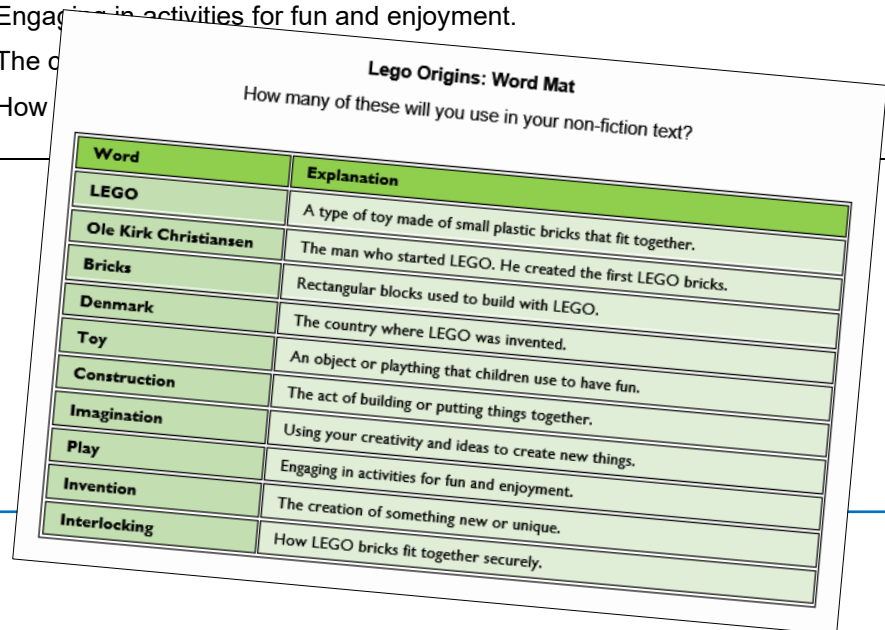 Engaging in activities for fun and enjoyment.
The
How
Lego Origins: Word Mat
How many of these will you use in your non-fiction text?
Word Explanation
LEGO A type of toy made of small plastic bricks that fit together.
Ole Kirk Christiansen The man who started LEGO. He created the first LEGO bricks.
Bricks Rectangular blocks used to build with LEGO.
Denmark The country where LEGO was invented.
Toy An object or plaything that children use to have fun.
Construction The act of building or putting things together.
Imagination Using your creativity and ideas to create new things.
Play Engaging in activities for fun and enjoyment.
Invention The creation of something new or unique.
Interlocking How LEGO bricks fit together securely.